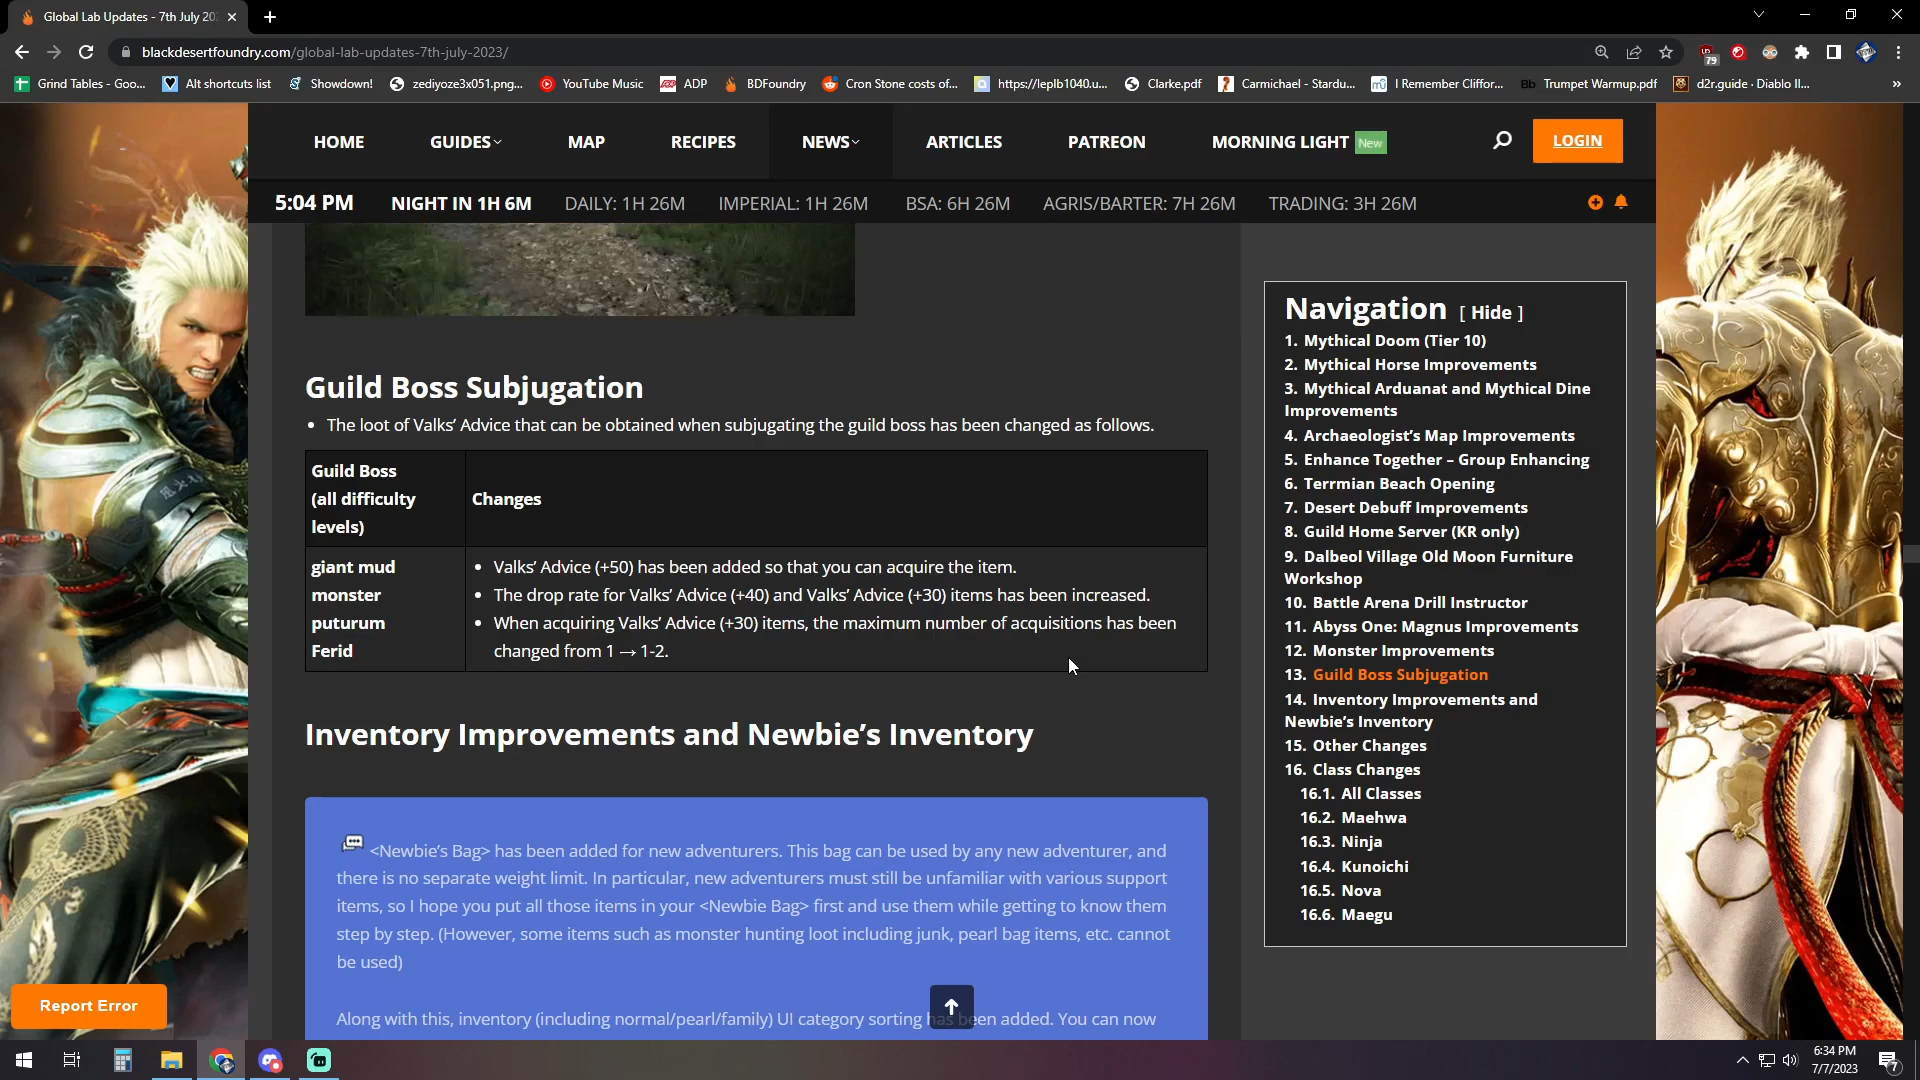 Global Lab Updates - 7th July 20
blackdesertfoundry.com/global-lab-updates-7th-july-2023/
79
Grind Tables - Goo...
Alt shortcuts list
Showdown!
zediyoze3x051.png...
YouTube Music
ADP
BDFoundry
Cron Stone costs of...
https://leplb1040.u...
Clarke.pdf
Carmichael - Stardu...
I Remember Cliffor...
Bb Trumpet Warmup.pdf
d2r.guide · Diablo II...
»
HOME
GUIDES
MAP
RECIPES
NEWS
ARTICLES
PATREON
MORNING LIGHT New
LOGIN
5:04 PM
NIGHT IN 1H 6M
DAILY: 1H 26M
IMPERIAL: 1H 26M
BSA: 6H 26M
AGRIS/BARTER: 7H 26M
TRADING: 3H 26M
Guild Boss Subjugation
• The loot of Valks' Advice that can be obtained when subjugating the guild boss has been changed as follows.
Guild Boss
(all difficulty
levels)
Changes
giant mud
monster
puturum
Ferid
• Valks' Advice (+50) has been added so that you can acquire the item.
• The drop rate for Valks' Advice (+40) and Valks' Advice (+30) items has been increased.
• When acquiring Valks' Advice (+30) items, the maximum number of acquisitions has been
changed from 1 → 1-2.
Inventory Improvements and Newbie's Inventory
<Newbie's Bag> has been added for new adventurers. This bag can be used by any new adventurer, and
there is no separate weight limit. In particular, new adventurers must still be unfamiliar with various support
items, so I hope you put all those items in your <Newbie Bag> first and use them while getting to know them
step by step. (However, some items such as monster hunting loot including junk, pearl bag items, etc. cannot
be used)
Along with this, inventory (including normal/pearl/family) UI category sorting has been added. You can now
Navigation [ Hide ]
1. Mythical Doom (Tier 10)
2. Mythical Horse Improvements
3. Mythical Arduanat and Mythical Dine
Improvements
4. Archaeologist's Map Improvements
5. Enhance Together – Group Enhancing
6. Terrmian Beach Opening
7. Desert Debuff Improvements
8. Guild Home Server (KR only)
9. Dalbeol Village Old Moon Furniture
Workshop
10. Battle Arena Drill Instructor
11. Abyss One: Magnus Improvements
12. Monster Improvements
13. Guild Boss Subjugation
14. Inventory Improvements and
Newbie's Inventory
15. Other Changes
16. Class Changes
16.1. All Classes
16.2. Maehwa
16.3. Ninja
16.4. Kunoichi
16.5. Nova
16.6. Maegu
Report Error
6:34 PM
7/7/2023
7